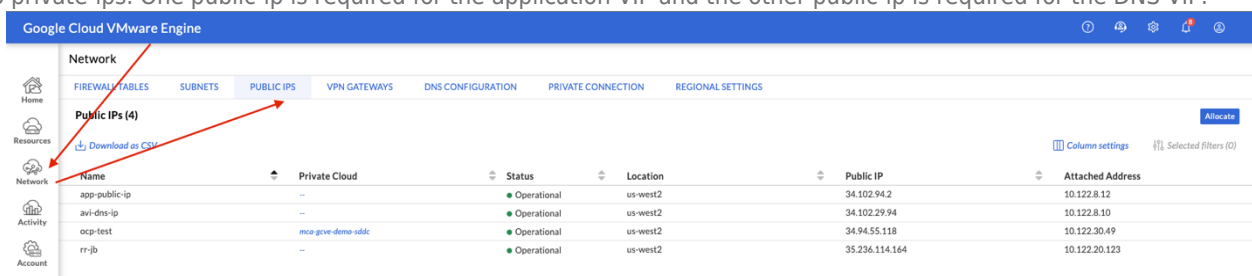 private ips. One public ip is required for the application VIP and the other public ip is required for the DNS VIP.
Google Cloud VMware Engine
Network
FIREWALL TABLES SUBNETS PUBLIC IPS VPN GATEWAYS DNS CONFIGURATION PRIVATE CONNECTION REGIONAL SETTINGS
Home
Public IPs (4)
Allocate
Resources
Download as CSV
Column settings Selected filters (0)
Network
Name Private Cloud Status Location Public IP Attached Address
app-public-ip -- Operational us-west2 34.102.94.2 10.122.8.12
avi-dns-ip -- Operational us-west2 34.102.29.94 10.122.8.10
Activity
ocp-test mca-gcve-demo-sddc Operational us-west2 34.94.55.118 10.122.30.49
rr-jb -- Operational us-west2 35.236.114.164 10.122.20.123
Account